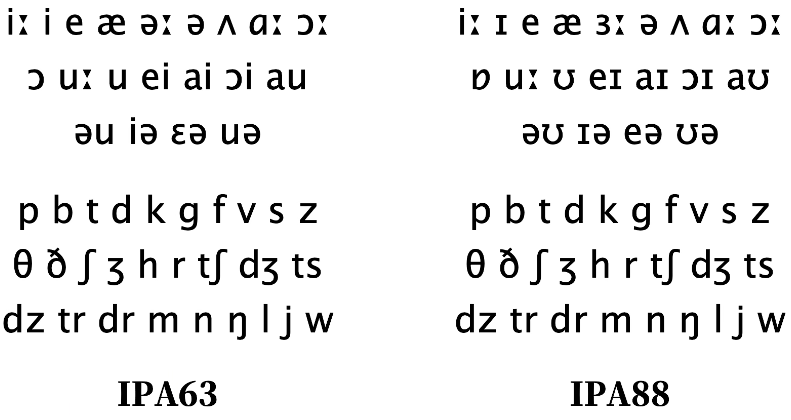 iː i e æ əː ə ʌ ɑː ɔː
ɔ uː u ei ai ɔi au
əu iə ɛə uə
p b t d k g f v s z
θ ð ʃ ʒ h r tʃ dʒ ts
dz tr dr m n ŋ l j w
IPA63
iː ɪ e æ ɜː ə ʌ ɑː ɔː
ɒ uː ʊ eɪ aɪ ɔɪ aʊ
əʊ ɪə eə ʊə
p b t d k g f v s z
θ ð ʃ ʒ h r tʃ dʒ ts
dz tr dr m n ŋ l j w
IPA88